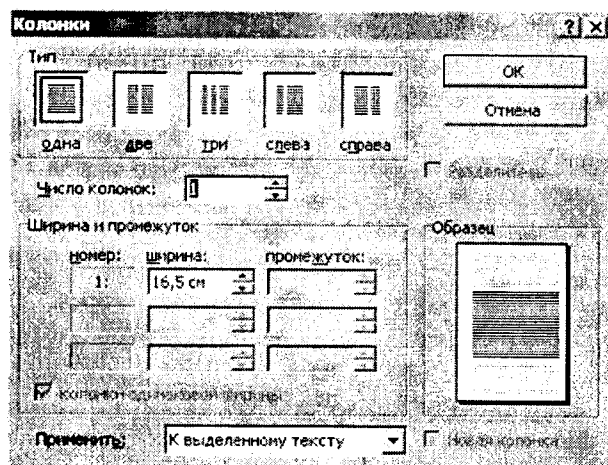 Колонки
Тип
одна две три слева справа
ОК
Отмена
Число колонок: 1
Разделитель
Ширина и промежуток
Образец
номер: ширина: промежуток:
1: 16,5 см
колонки одинаковой ширины
Применить: К выделенному тексту
Новая колонка